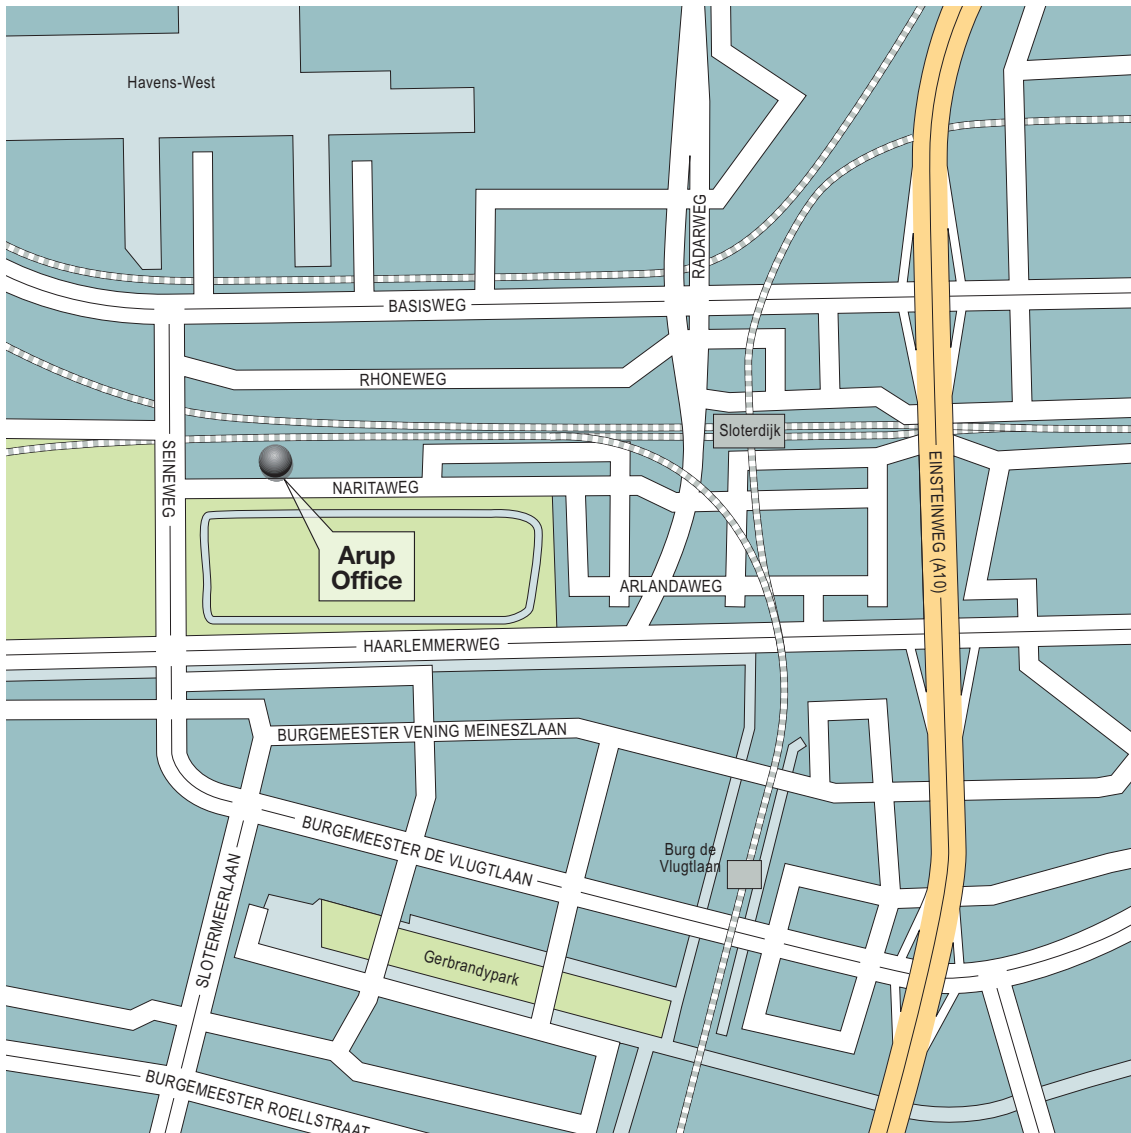 Havens-West
RADARWEG
BASISWEG
RHONEWEG
Sloterdijk
SEINEWEG
NARITAWEG
EINSTEINWEG (A10)
Arup
Office
ARLANDAWEG
HAARLEMMERWEG
BURGEMEESTER VENING MEINESZLAAN
BURGEMEESTER DE VLUGTLAAN
Burg de
Vlugtlaan
SLOTERMEERLAAN
Gerbrandypark
BURGEMEESTER ROELLSTRAAT